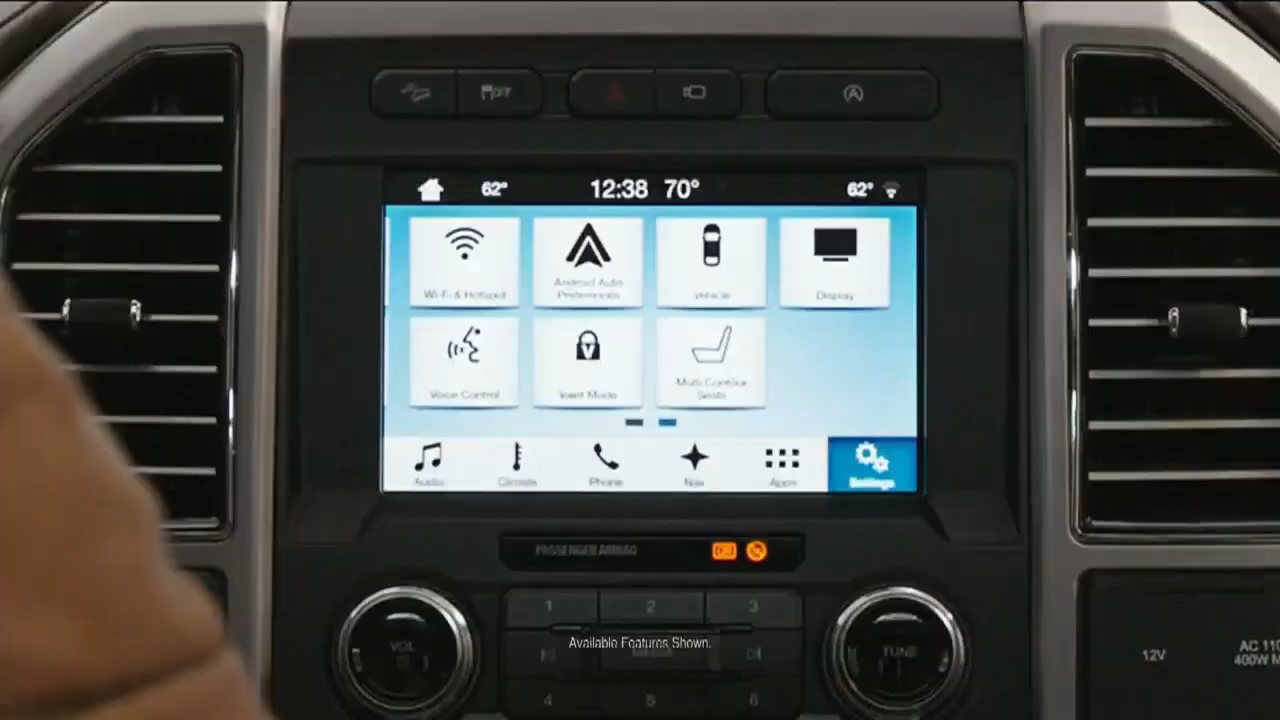 OFF
62°
12:38 70°
62°
Wi-Fi & Hotspot
Android Auto
Preferences
Vehicle
Display
Voice Control
Valet Mode
Multi Contour
Seats
Audio
Climate
Phone
Nav
Apps
Settings
PASSENGER AIRBAG
1 2 3
VOL
Available Features Shown.
TUNE
4 5 6
12V
AC 110
400W M